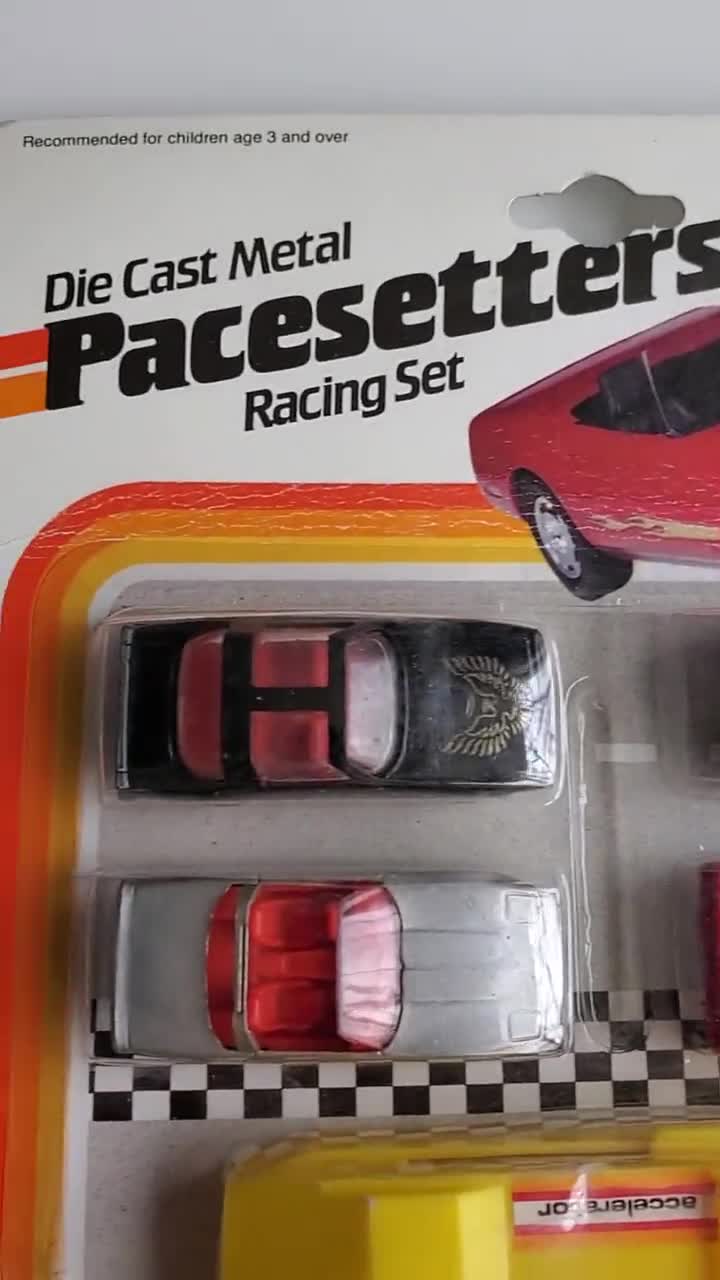 Recommended for children age 3 and over
Die Cast Metal
Pacesetters
Racing Set
accelerator